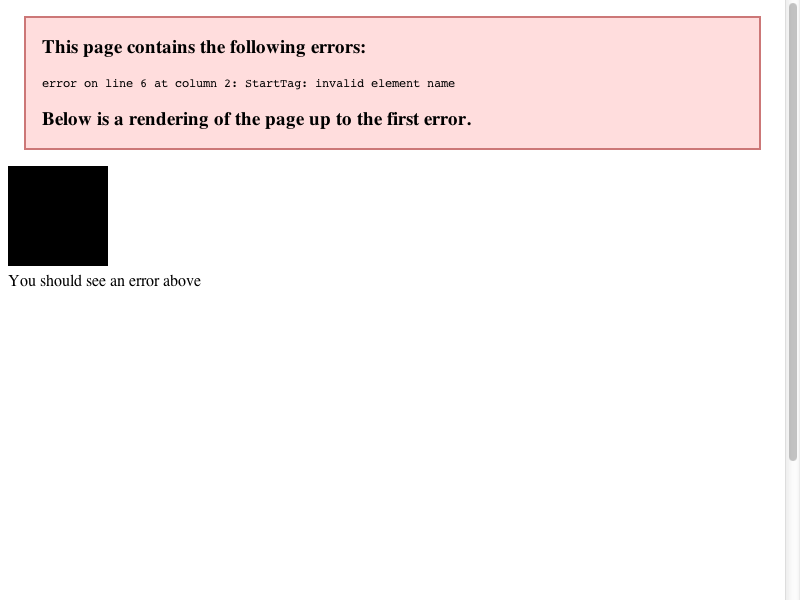 This page contains the following errors:
error on line 6 at column 2: StartTag: invalid element name
Below is a rendering of the page up to the first error.
You should see an error above